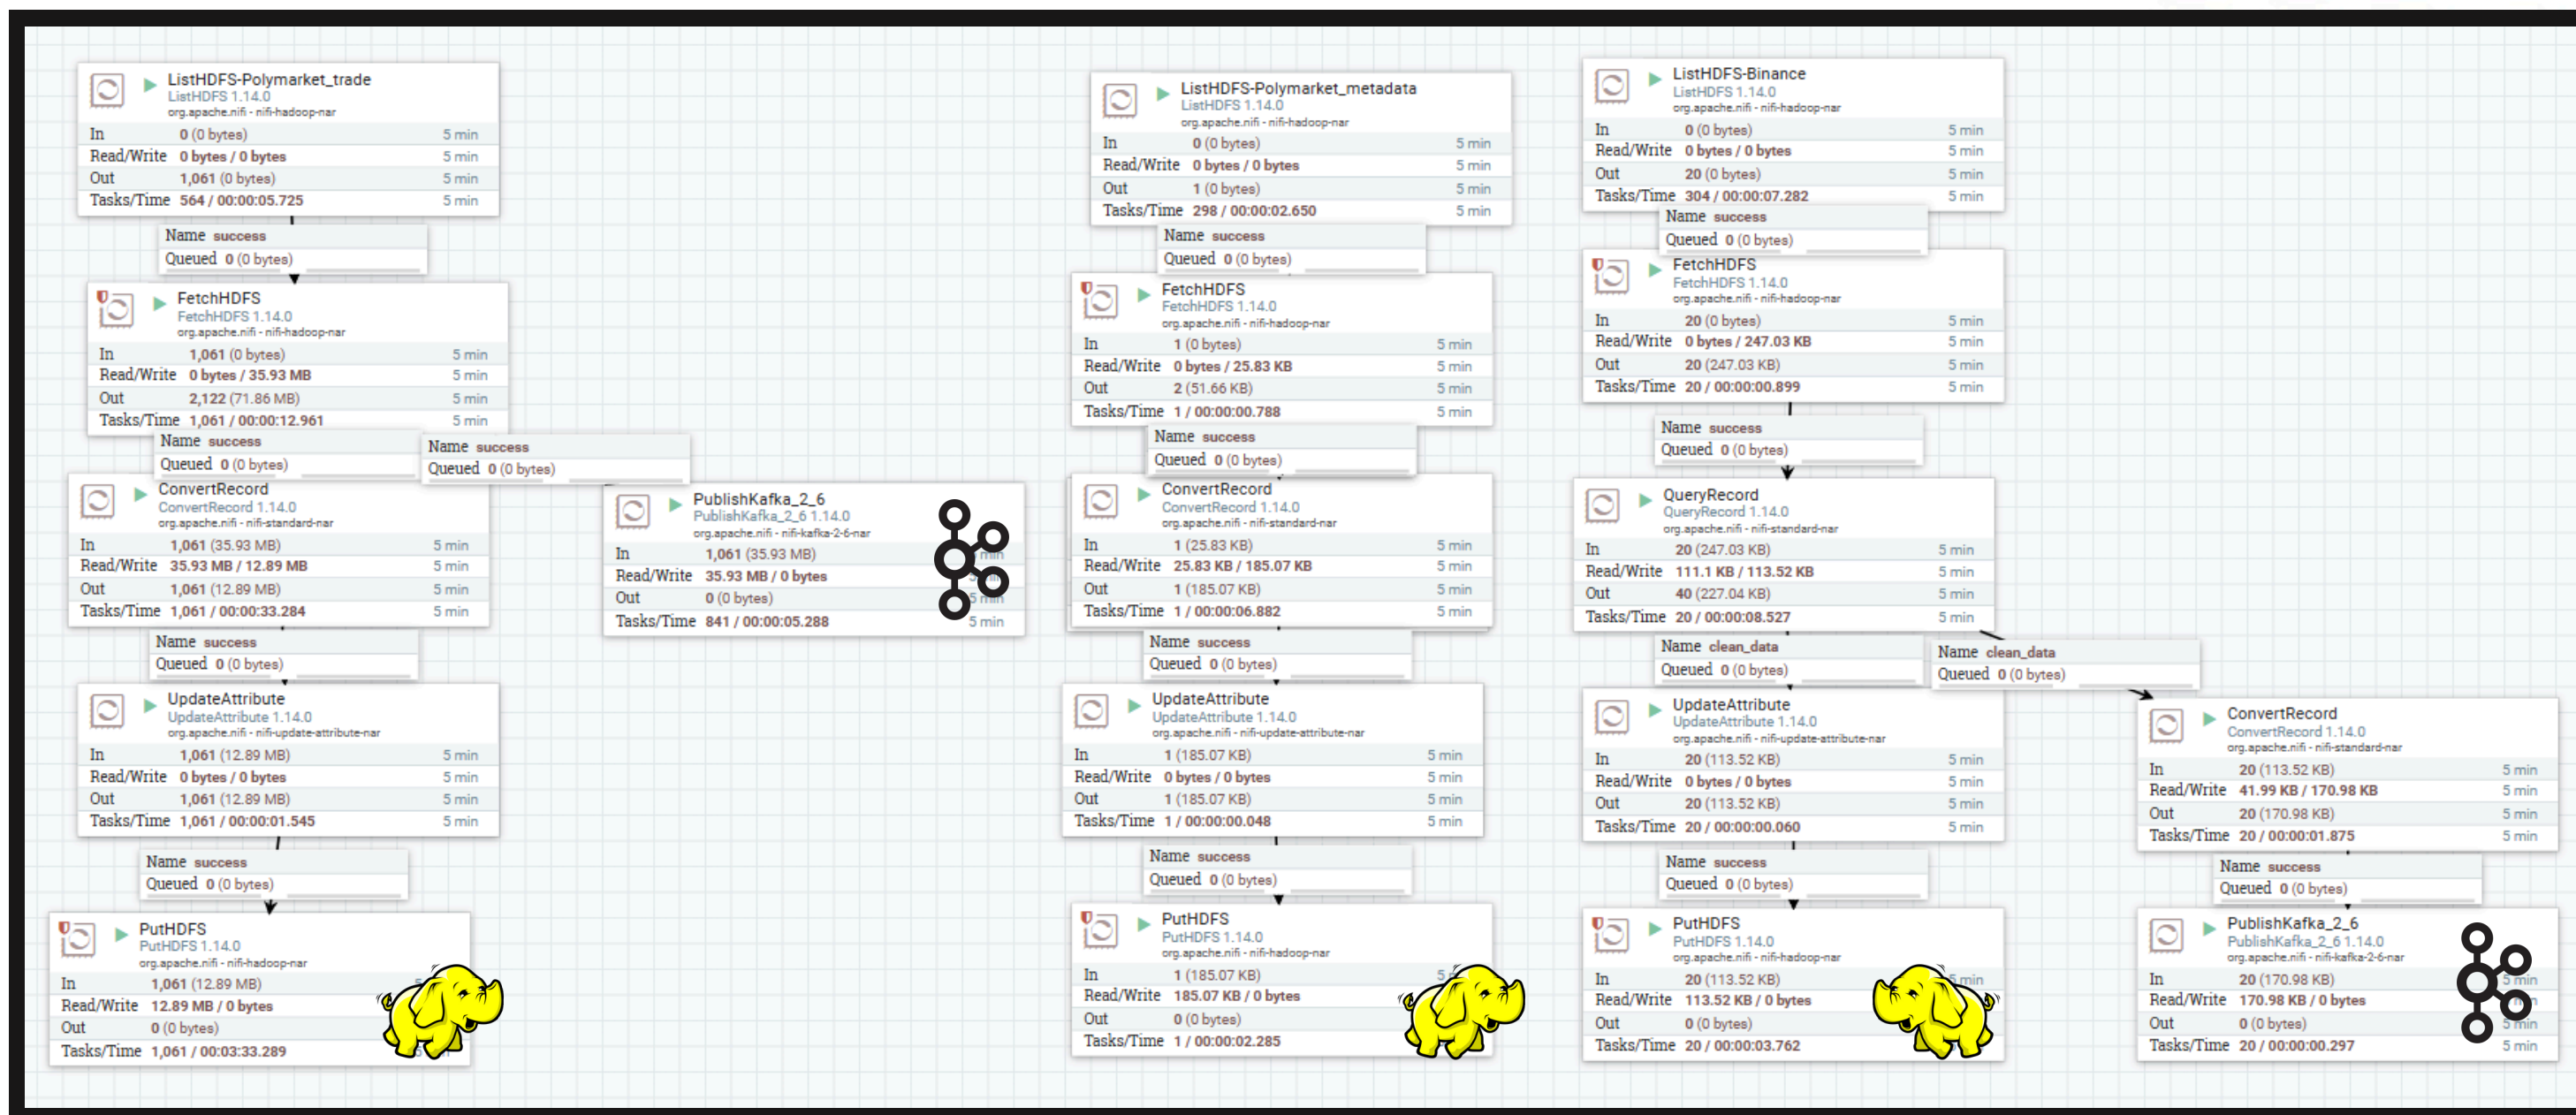 ListHDFS-Polymarket_trade
ListHDFS 1.14.0
org.apache.nifi - nifi-hadoop-nar
In 0 (0 bytes) 5 min
Read/Write 0 bytes / 0 bytes 5 min
Out 1,061 (0 bytes) 5 min
Tasks/Time 564 / 00:00:05.725 5 min
Name success
Queued 0 (0 bytes)
FetchHDFS
FetchHDFS 1.14.0
org.apache.nifi - nifi-hadoop-nar
In 1,061 (0 bytes) 5 min
Read/Write 0 bytes / 35.93 MB 5 min
Out 2,122 (71.86 MB) 5 min
Tasks/Time 1,061 / 00:00:12.961 5 min
Name success
Queued 0 (0 bytes)
Name success
Queued 0 (0 bytes)
ConvertRecord
ConvertRecord 1.14.0
org.apache.nifi - nifi-standard-nar
In 1,061 (35.93 MB) 5 min
Read/Write 35.93 MB / 12.89 MB 5 min
Out 1,061 (12.89 MB) 5 min
Tasks/Time 1,061 / 00:00:33.284 5 min
PublishKafka_2_6
PublishKafka_2_6 1.14.0
org.apache.nifi - nifi-kafka-2-6-nar
In 1,061 (35.93 MB) min
Read/Write 35.93 MB / 0 bytes
Out 0 (0 bytes) min
Tasks/Time 841 / 00:00:05.288 5 min
Name success
Queued 0 (0 bytes)
UpdateAttribute
UpdateAttribute 1.14.0
org.apache.nifi - nifi-update-attribute-nar
In 1,061 (12.89 MB) 5 min
Read/Write 0 bytes / 0 bytes 5 min
Out 1,061 (12.89 MB) 5 min
Tasks/Time 1,061 / 00:00:01.545 5 min
Name success
Queued 0 (0 bytes)
PutHDFS
PutHDFS 1.14.0
org.apache.nifi - nifi-hadoop-nar
In 1,061 (12.89 MB)
Read/Write 12.89 MB / 0 bytes
Out 0 (0 bytes)
Tasks/Time 1,061 / 00:03:33.289
ListHDFS-Polymarket_metadata
ListHDFS 1.14.0
org.apache.nifi - nifi-hadoop-nar
In 0 (0 bytes) 5 min
Read/Write 0 bytes / 0 bytes 5 min
Out 1 (0 bytes) 5 min
Tasks/Time 298 / 00:00:02.650 5 min
Name success
Queued 0 (0 bytes)
FetchHDFS
FetchHDFS 1.14.0
org.apache.nifi - nifi-hadoop-nar
In 1 (0 bytes) 5 min
Read/Write 0 bytes / 25.83 KB 5 min
Out 2 (51.66 KB) 5 min
Tasks/Time 1 / 00:00:00.788 5 min
Name success
Queued 0 (0 bytes)
ConvertRecord
ConvertRecord 1.14.0
org.apache.nifi - nifi-standard-nar
In 1 (25.83 KB) 5 min
Read/Write 25.83 KB / 185.07 KB 5 min
Out 1 (185.07 KB) 5 min
Tasks/Time 1 / 00:00:06.882 5 min
Name success
Queued 0 (0 bytes)
UpdateAttribute
UpdateAttribute 1.14.0
org.apache.nifi - nifi-update-attribute-nar
In 1 (185.07 KB) 5 min
Read/Write 0 bytes / 0 bytes 5 min
Out 1 (185.07 KB) 5 min
Tasks/Time 1 / 00:00:00.048 5 min
Name success
Queued 0 (0 bytes)
PutHDFS
PutHDFS 1.14.0
org.apache.nifi - nifi-hadoop-nar
In 1 (185.07 KB)
Read/Write 185.07 KB / 0 bytes
Out 0 (0 bytes)
Tasks/Time 1 / 00:00:02.285
ListHDFS-Binance
ListHDFS 1.14.0
org.apache.nifi - nifi-hadoop-nar
In 0 (0 bytes) 5 min
Read/Write 0 bytes / 0 bytes 5 min
Out 20 (0 bytes) 5 min
Tasks/Time 304 / 00:00:07.282 5 min
Name success
Queued 0 (0 bytes)
FetchHDFS
FetchHDFS 1.14.0
org.apache.nifi - nifi-hadoop-nar
In 20 (0 bytes) 5 min
Read/Write 0 bytes / 247.03 KB 5 min
Out 20 (247.03 KB) 5 min
Tasks/Time 20 / 00:00:00.899 5 min
Name success
Queued 0 (0 bytes)
QueryRecord
QueryRecord 1.14.0
org.apache.nifi - nifi-standard-nar
In 20 (247.03 KB) 5 min
Read/Write 111.1 KB / 113.52 KB 5 min
Out 40 (227.04 KB) 5 min
Tasks/Time 20 / 00:00:08.527 5 min
Name clean_data
Queued 0 (0 bytes)
Name clean_data
Queued 0 (0 bytes)
UpdateAttribute
UpdateAttribute 1.14.0
org.apache.nifi - nifi-update-attribute-nar
In 20 (113.52 KB) 5 min
Read/Write 0 bytes / 0 bytes 5 min
Out 20 (113.52 KB) 5 min
Tasks/Time 20 / 00:00:00.060 5 min
Name success
Queued 0 (0 bytes)
PutHDFS
PutHDFS 1.14.0
org.apache.nifi - nifi-hadoop-nar
In 20 (113.52 KB) min
Read/Write 113.52 KB / 0 bytes
Out 0 (0 bytes)
Tasks/Time 20 / 00:00:03.762 5 min
ConvertRecord
ConvertRecord 1.14.0
org.apache.nifi - nifi-standard-nar
In 20 (113.52 KB) 5 min
Read/Write 41.99 KB / 170.98 KB 5 min
Out 20 (170.98 KB) 5 min
Tasks/Time 20 / 00:00:01.875 5 min
Name success
Queued 0 (0 bytes)
PublishKafka_2_6
PublishKafka_2_6 1.14.0
org.apache.nifi - nifi-kafka-2-6-nar
In 20 (170.98 KB) 5 min
Read/Write 170.98 KB / 0 bytes
Out 0 (0 bytes) 5 min
Tasks/Time 20 / 00:00:00.297 5 min